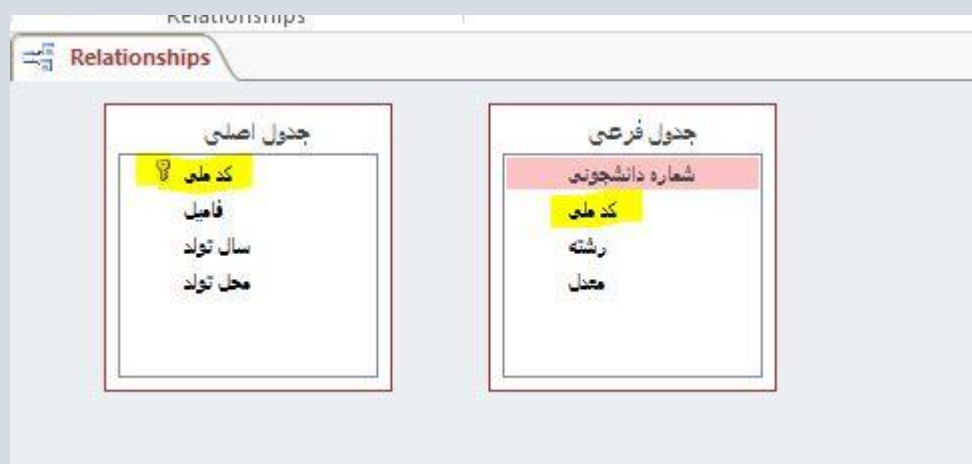 Relationships
Relationships
جدول اصلی
کد ملی
فامیل
سال تولد
محل تولد
جدول فرعی
شماره دانشجویی
کد ملی
رشته
معدل